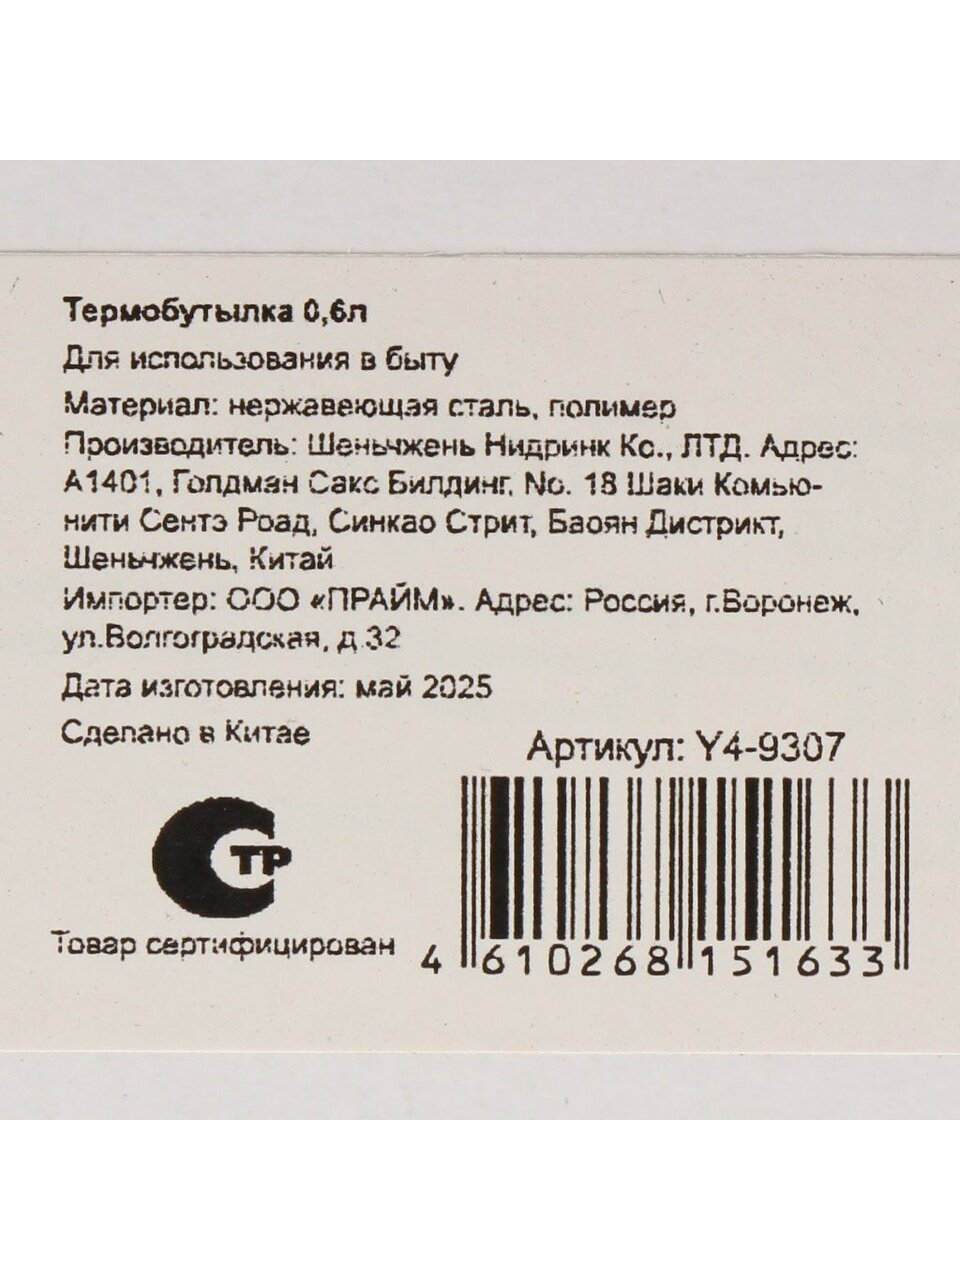 Термобутылка 0,6л
Для использования в быту
Материал: нержавеющая сталь, полимер
Производитель: Шеньчжень Нидринк Ко., ЛТД. Адрес:
А1401, Голдман Сакс Билдинг, No. 18 Шаки Комью-
нити Сентэ Роад, Синкао Стрит, Баоян Дистрикт,
Шеньчжень, Китай
Импортер: ООО «ПРАЙМ». Адрес: Россия, г.Воронеж,
ул.Волгоградская, д.32
Дата изготовления: май 2025
Сделано в Китае
Артикул: Y4-9307
СТР
Товар сертифицирован
4 610268 151633